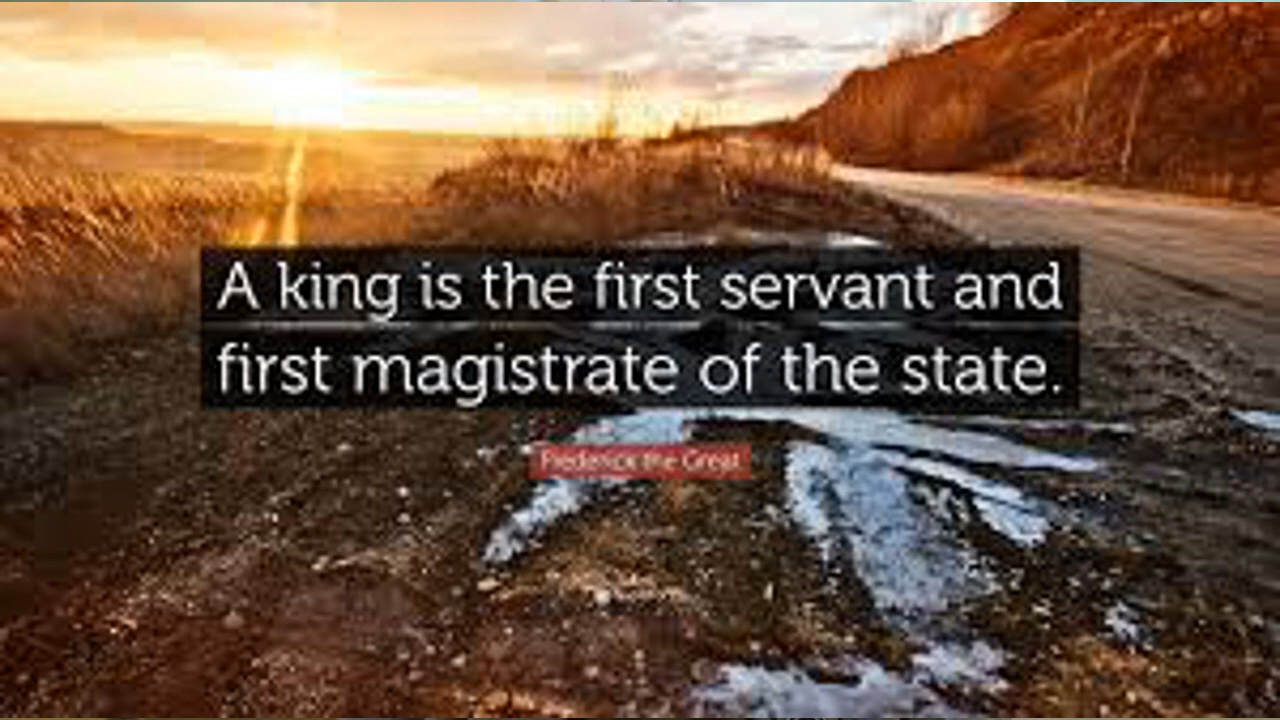 A king is the first servant and
first magistrate of the state.
Frederick the Great